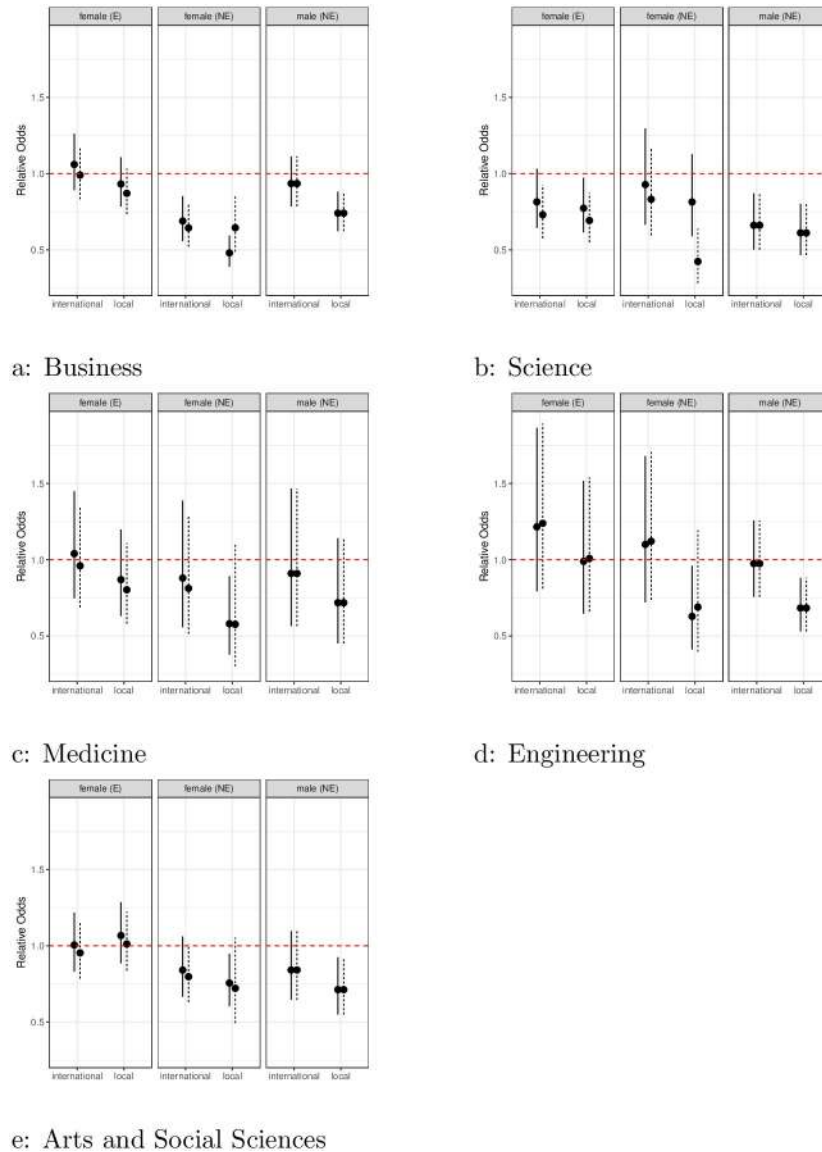 female (E) female (NE) male (NE)
Relative Odds
1.5
1.0
0.5
international local international local international local
a: Business
female (E) female (NE) male (NE)
Relative Odds
1.5
1.0
0.5
international local international local international local
b: Science
female (E) female (NE) male (NE)
Relative Odds
1.5
1.0
0.5
international local international local international local
c: Medicine
female (E) female (NE) male (NE)
Relative Odds
1.5
1.0
0.5
international local international local international local
d: Engineering
female (E) female (NE) male (NE)
Relative Odds
1.5
1.0
0.5
international local international local international local
e: Arts and Social Sciences